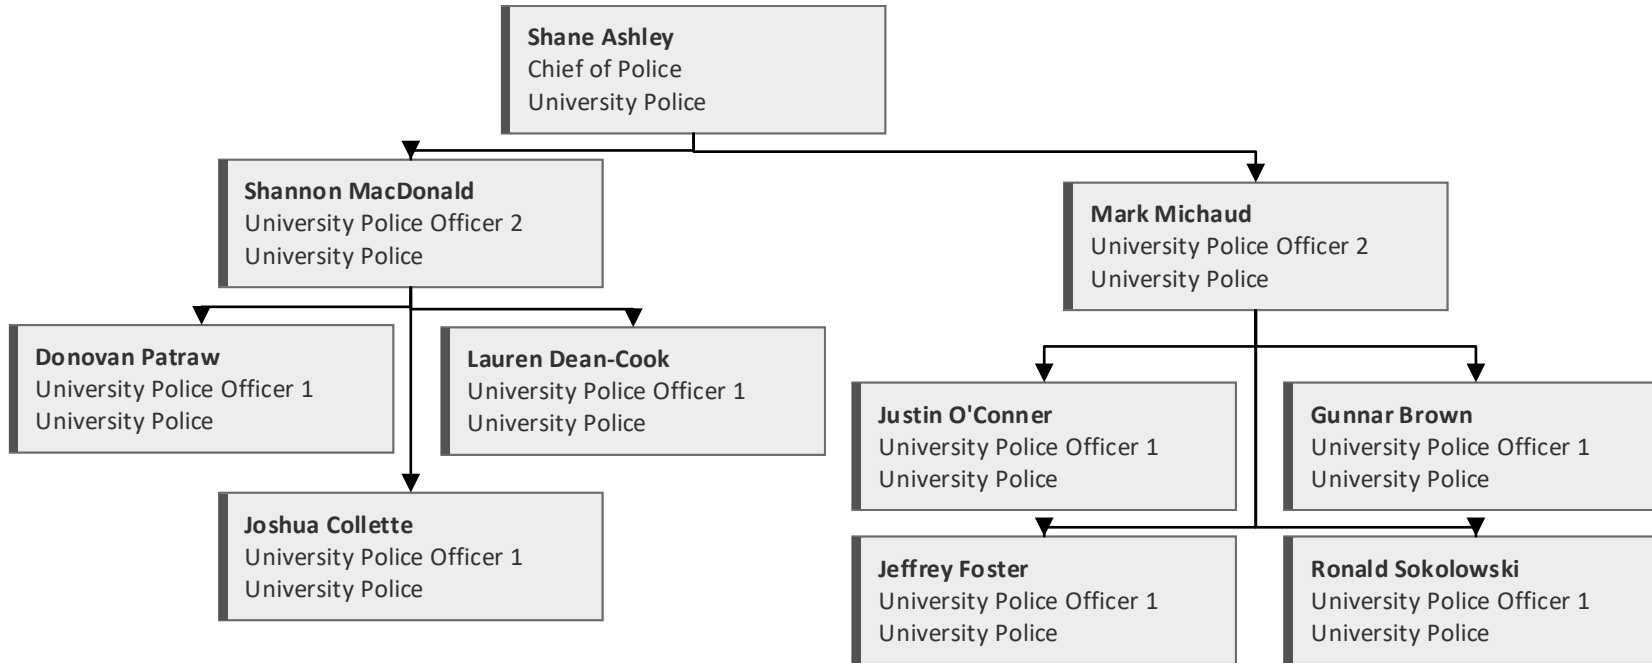 Shane Ashley
Chief of Police
University Police
Shannon MacDonald
University Police Officer 2
University Police
Mark Michaud
University Police Officer 2
University Police
Donovan Patraw
University Police Officer 1
University Police
Lauren Dean-Cook
University Police Officer 1
University Police
Justin O'Conner
University Police Officer 1
University Police
Gunnar Brown
University Police Officer 1
University Police
Joshua Collette
University Police Officer 1
University Police
Jeffrey Foster
University Police Officer 1
University Police
Ronald Sokolowski
University Police Officer 1
University Police